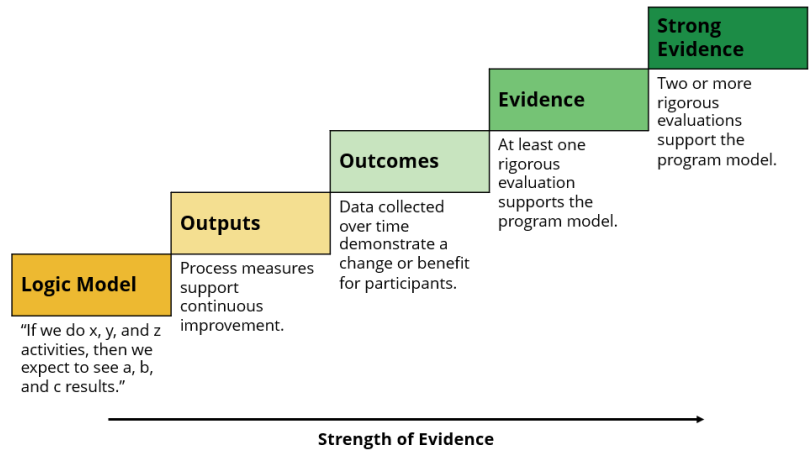 Strong
Evidence
Two or more
rigorous
evaluations
support the
program model.
Evidence
At least one
rigorous
evaluation
supports the
program model.
Outcomes
Data collected
over time
demonstrate a
change or benefit
for participants.
Outputs
Process measures
support
continuous
improvement.
Logic Model
“If we do x, y, and z
activities, then we
expect to see a, b,
and c results.”
Strength of Evidence